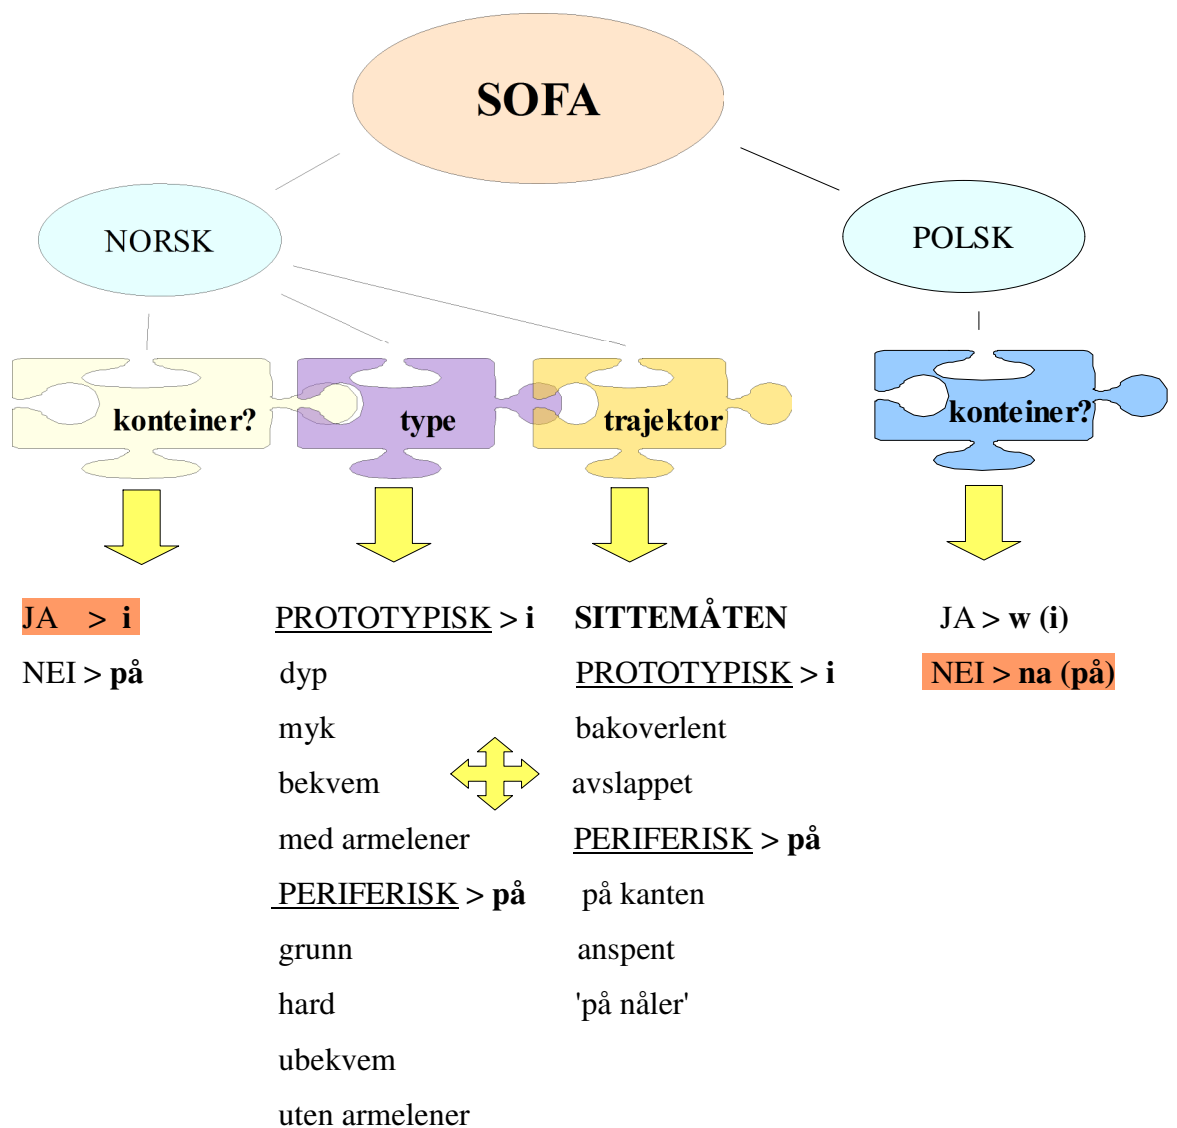 SOFA
NORSK
POLSK
konteiner?
type
trajektor
konteiner?
JA > i
NEI > på
PROTOTYPISK > i
dyp
myk
bekvem
med armelener
PERIFERISK > på
grunn
hard
ubekvem
uten armelener
SITTEMÅTEN
PROTOTYPISK > i
bakoverlent
avslappet
PERIFERISK > på
på kanten
anspent
'på nåler'
JA > w (i)
NEI > na (på)